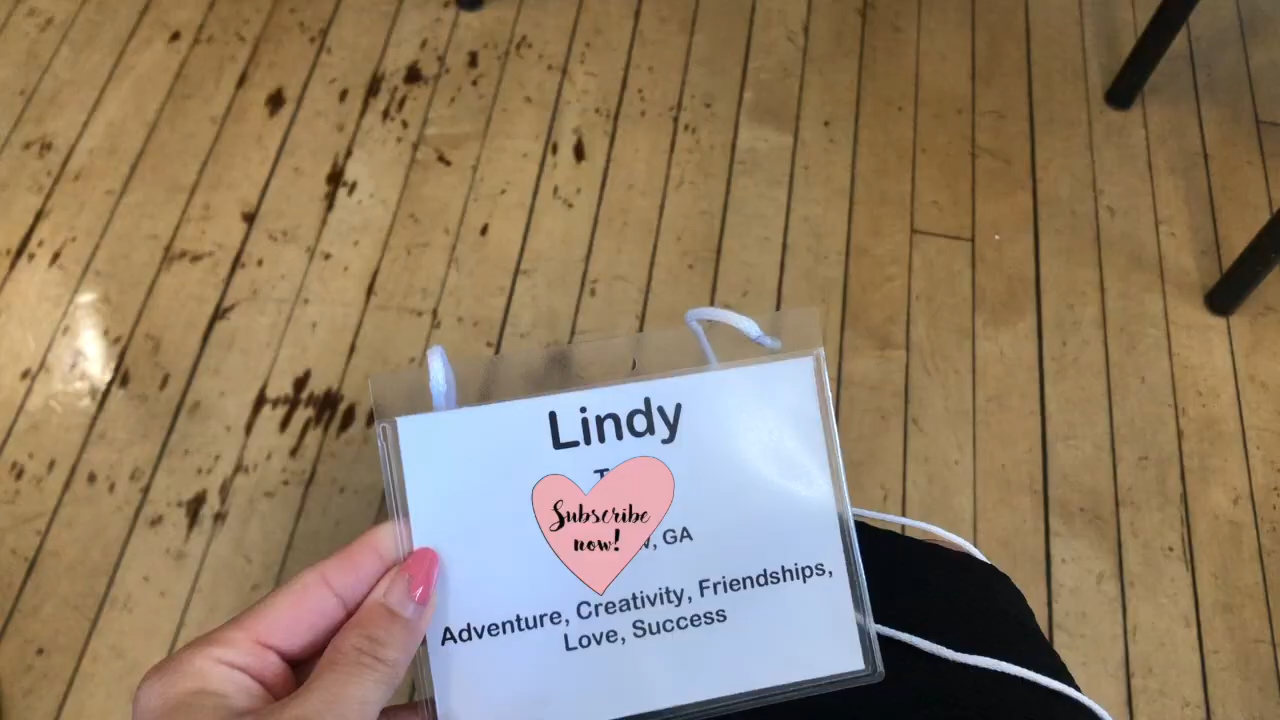 Lindy
Subscribe
now!
, GA
Adventure, Creativity, Friendships,
Love, Success